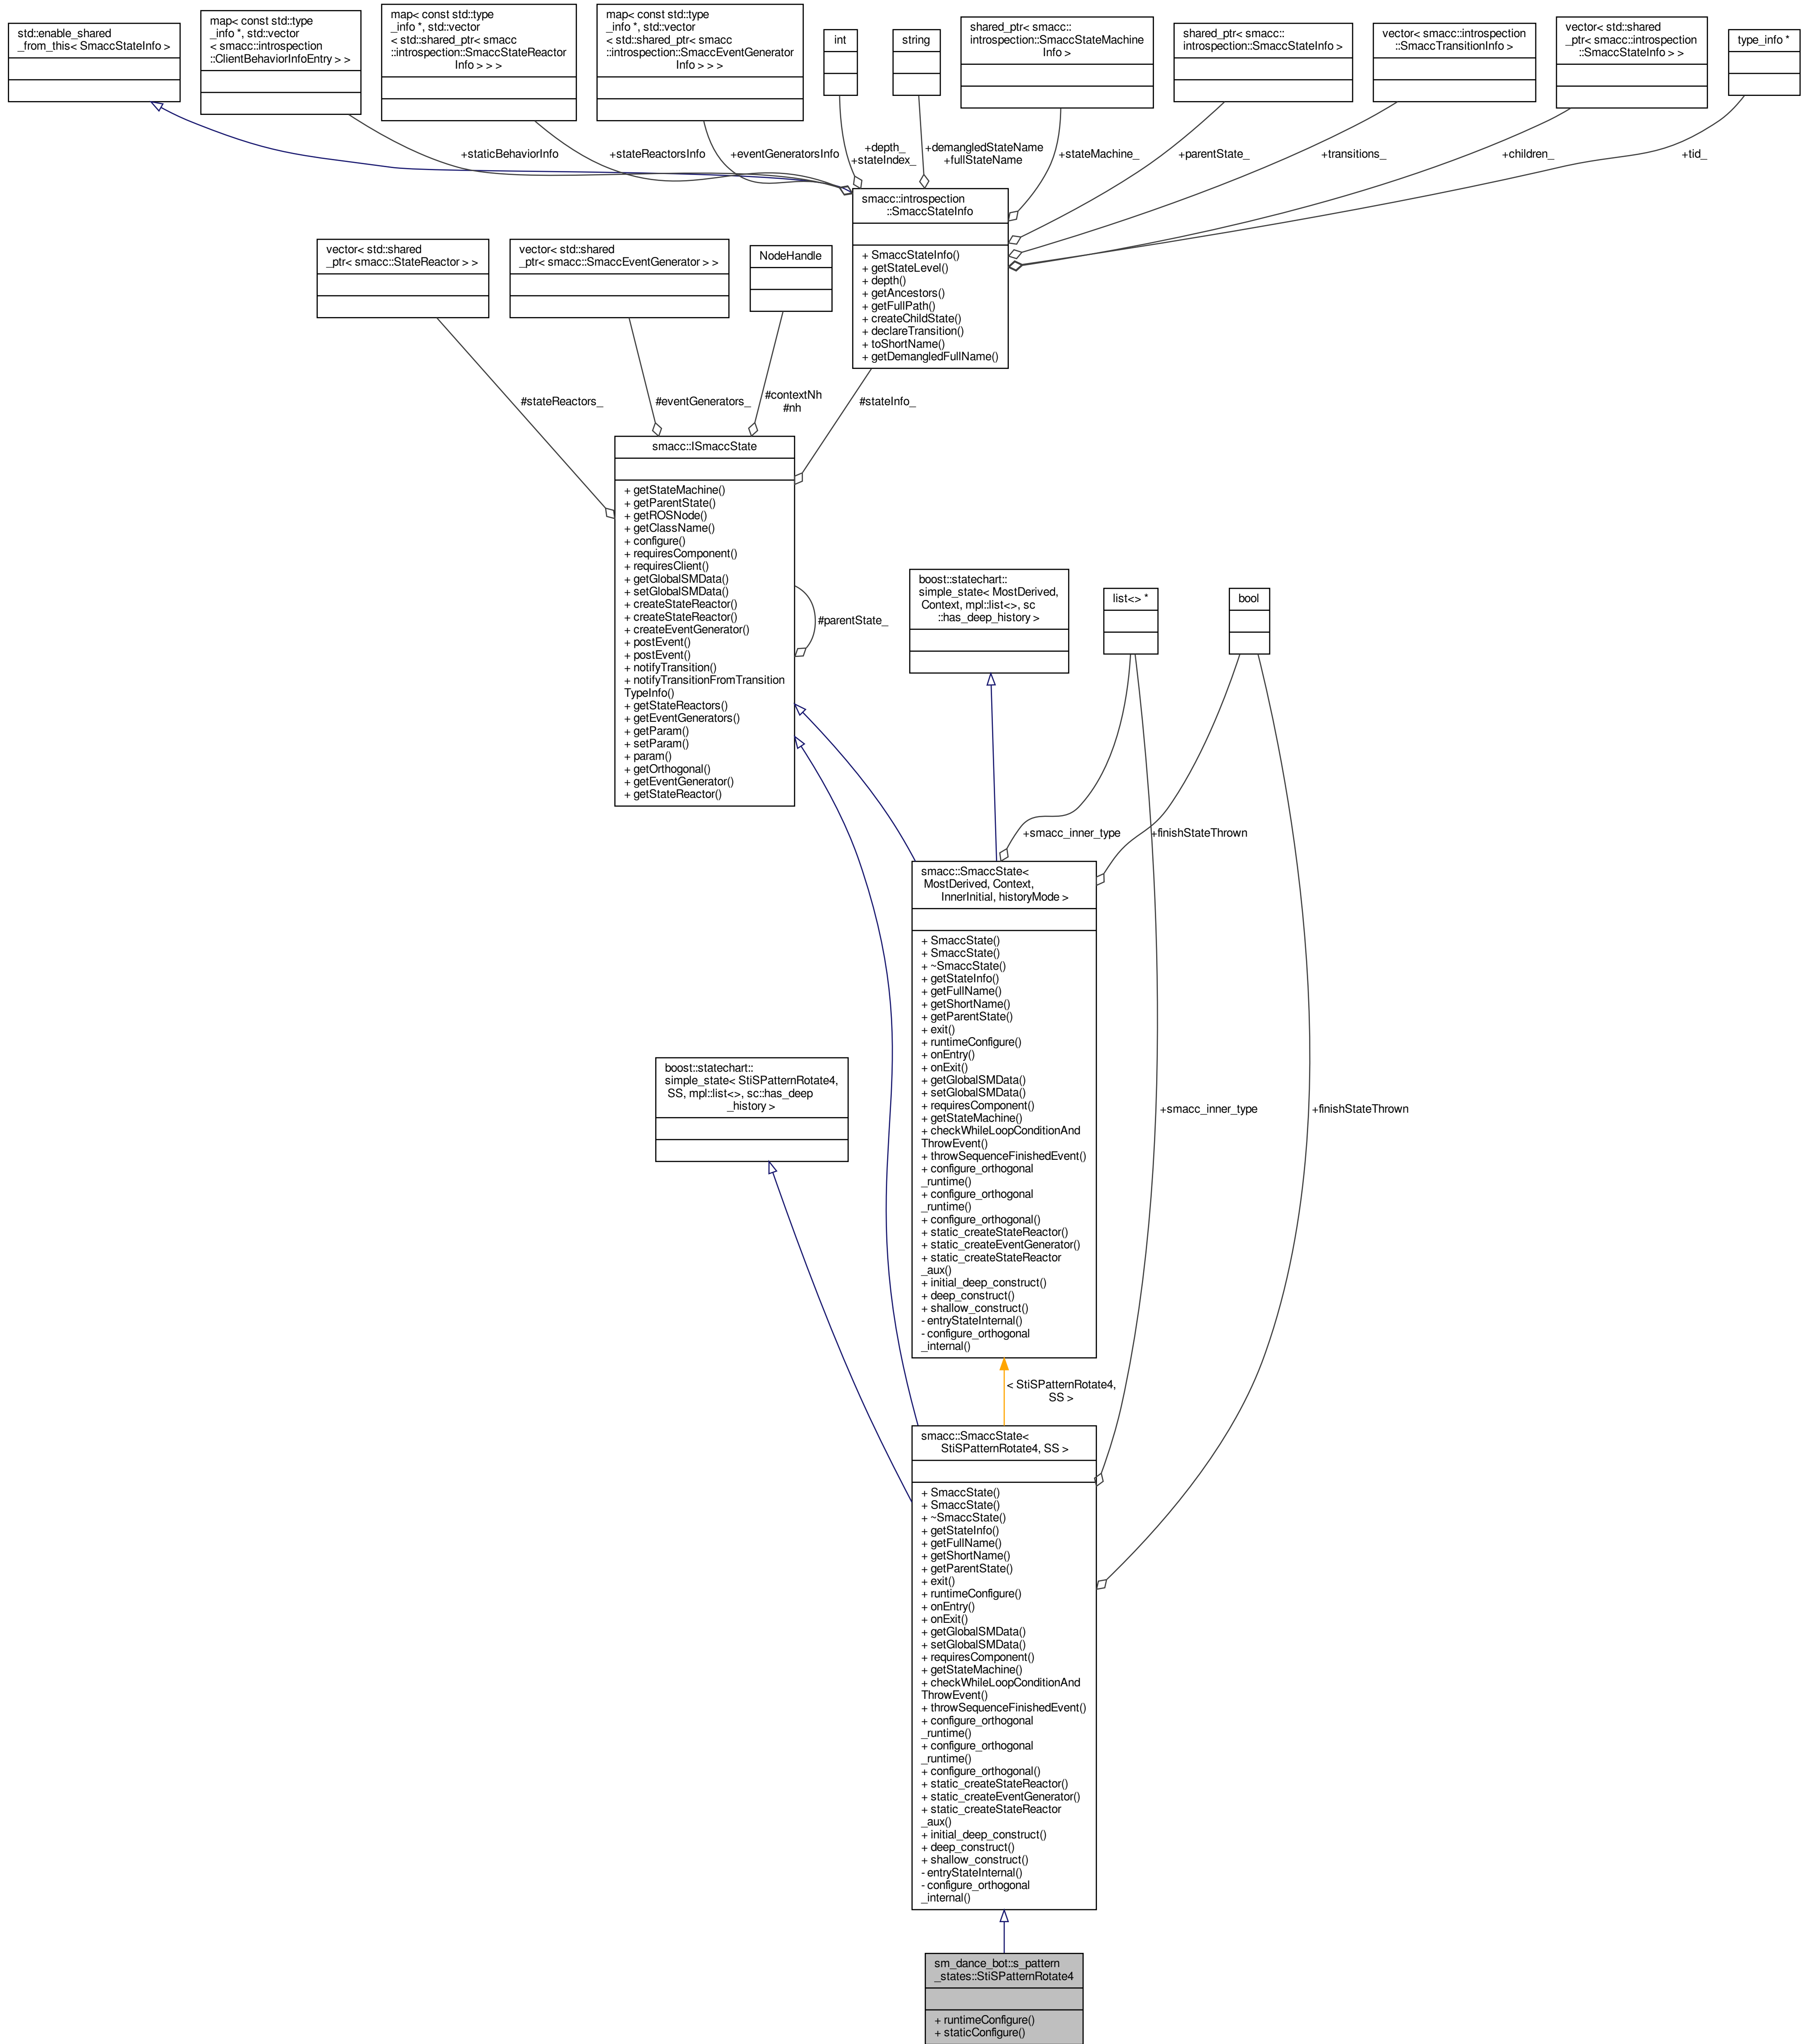 std::enable_shared
_from_this< SmaccStateInfo >
map< const std::type
_info *, std::vector
< smacc::introspection
::ClientBehaviorInfoEntry > >
map< const std::type
_info *, std::vector
< std::shared_ptr< smacc
::introspection::SmaccStateReactor
Info > > >
map< const std::type
_info *, std::vector
< std::shared_ptr< smacc
::introspection::SmaccEventGenerator
Info > > >
int
string
shared_ptr< smacc::
introspection::SmaccStateMachine
Info >
shared_ptr< smacc::
introspection::SmaccStateInfo >
vector< smacc::introspection
::SmaccTransitionInfo >
vector< std::shared
_ptr< smacc::introspection
::SmaccStateInfo > >
type_info *
+staticBehaviorInfo
+stateReactorsInfo
+eventGeneratorsInfo
+depth_
+stateIndex_
+demangledStateName
+fullStateName
+stateMachine_
+parentState_
+transitions_
+children_
+tid_
smacc::introspection
::SmaccStateInfo
+ SmaccStateInfo()
+ getStateLevel()
+ depth()
+ getAncestors()
+ getFullPath()
+ createChildState()
+ declareTransition()
+ toShortName()
+ getDemangledFullName()
vector< std::shared
_ptr< smacc::StateReactor > >
vector< std::shared
_ptr< smacc::SmaccEventGenerator > >
NodeHandle
#stateReactors_
#eventGenerators_
#contextNh
#nh
#stateInfo_
smacc::ISmaccState
+ getStateMachine()
+ getParentState()
+ getROSNode()
+ getClassName()
+ configure()
+ requiresComponent()
+ requiresClient()
+ getGlobalSMData()
+ setGlobalSMData()
+ createStateReactor()
+ createStateReactor()
+ createEventGenerator()
+ postEvent()
+ postEvent()
+ notifyTransition()
+ notifyTransitionFromTransition
TypeInfo()
+ getStateReactors()
+ getEventGenerators()
+ getParam()
+ setParam()
+ param()
+ getOrthogonal()
+ getEventGenerator()
+ getStateReactor()
#parentState_
boost::statechart::
simple_state< MostDerived,
Context, mpl::list<>, sc
::has_deep_history >
list<> *
bool
+smacc_inner_type
+finishStateThrown
smacc::SmaccState<
MostDerived, Context,
InnerInitial, historyMode >
+ SmaccState()
+ SmaccState()
+ ~SmaccState()
+ getStateInfo()
+ getFullName()
+ getShortName()
+ getParentState()
+ exit()
+ runtimeConfigure()
+ onEntry()
+ onExit()
+ getGlobalSMData()
+ setGlobalSMData()
+ requiresComponent()
+ getStateMachine()
+ checkWhileLoopConditionAnd
ThrowEvent()
+ throwSequenceFinishedEvent()
+ configure_orthogonal
_runtime()
+ configure_orthogonal
_runtime()
+ configure_orthogonal()
+ static_createStateReactor()
+ static_createEventGenerator()
+ static_createStateReactor
_aux()
+ initial_deep_construct()
+ deep_construct()
+ shallow_construct()
- entryStateInternal()
- configure_orthogonal
_internal()
boost::statechart::
simple_state< StiSPatternRotate4,
SS, mpl::list<>, sc::has_deep
_history >
+smacc_inner_type
+finishStateThrown
< StiSPatternRotate4,
SS >
smacc::SmaccState<
StiSPatternRotate4, SS >
+ SmaccState()
+ SmaccState()
+ ~SmaccState()
+ getStateInfo()
+ getFullName()
+ getShortName()
+ getParentState()
+ exit()
+ runtimeConfigure()
+ onEntry()
+ onExit()
+ getGlobalSMData()
+ setGlobalSMData()
+ requiresComponent()
+ getStateMachine()
+ checkWhileLoopConditionAnd
ThrowEvent()
+ throwSequenceFinishedEvent()
+ configure_orthogonal
_runtime()
+ configure_orthogonal
_runtime()
+ configure_orthogonal()
+ static_createStateReactor()
+ static_createEventGenerator()
+ static_createStateReactor
_aux()
+ initial_deep_construct()
+ deep_construct()
+ shallow_construct()
- entryStateInternal()
- configure_orthogonal
_internal()
sm_dance_bot::s_pattern
_states::StiSPatternRotate4
+ runtimeConfigure()
+ staticConfigure()